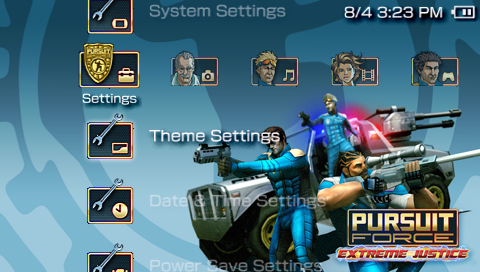 System Settings
8/4 3:23 PM
PURSUIT
Settings
Theme Settings
Date & Time Settings
PURSUIT
FORCE
EXTREME JUSTICE
Power Save Settings